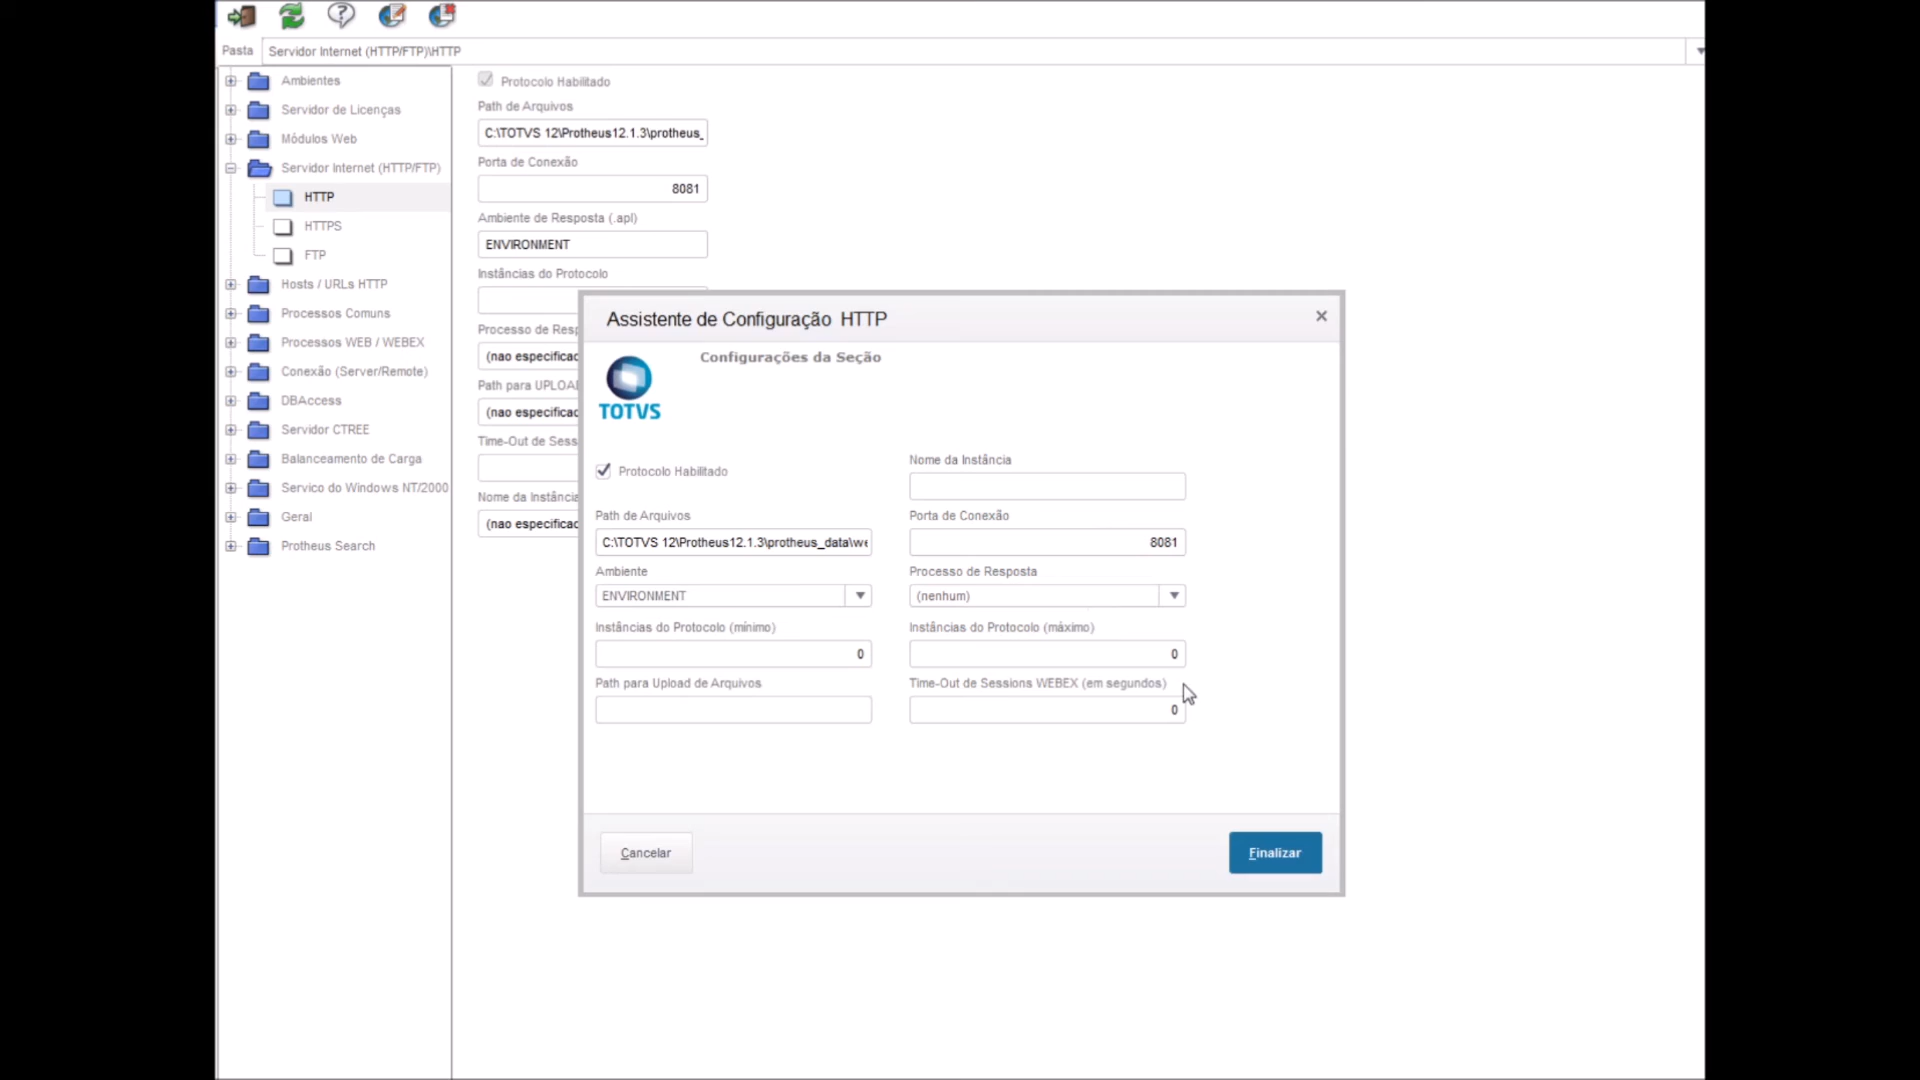 Pasta Servidor Internet (HTTP/FTP)\HTTP
Ambientes
Servidor de Licenças
Módulos Web
Servidor Internet (HTTP/FTP)
HTTP
HTTPS
FTP
Hosts / URLs HTTP
Processos Comuns
Processos WEB / WEBEX
Conexão (Server/Remote)
DBAccess
Servidor CTREE
Balanceamento de Carga
Servico do Windows NT/2000
Geral
Protheus Search
Protocolo Habilitado
Path de Arquivos
C:\TOTVS 12\Protheus12.1.3\protheus_
Porta de Conexão
8081
Ambiente de Resposta (.apl)
ENVIRONMENT
Instâncias do Protocolo
Processo de Resp
(nao especificad
Path para UPLOA
(nao especificad
Time-Out de Sess
Nome da Instância
(nao especificad
Assistente de Configuração HTTP
Configurações da Seção
TOTVS
Protocolo Habilitado
Nome da Instância
Path de Arquivos
C:\TOTVS 12\Protheus12.1.3\protheus_data\we
Porta de Conexão
8081
Ambiente
ENVIRONMENT
Processo de Resposta
(nenhum)
Instâncias do Protocolo (mínimo)
0
Instâncias do Protocolo (máximo)
0
Path para Upload de Arquivos
Time-Out de Sessions WEBEX (em segundos)
0
Cancelar
Finalizar